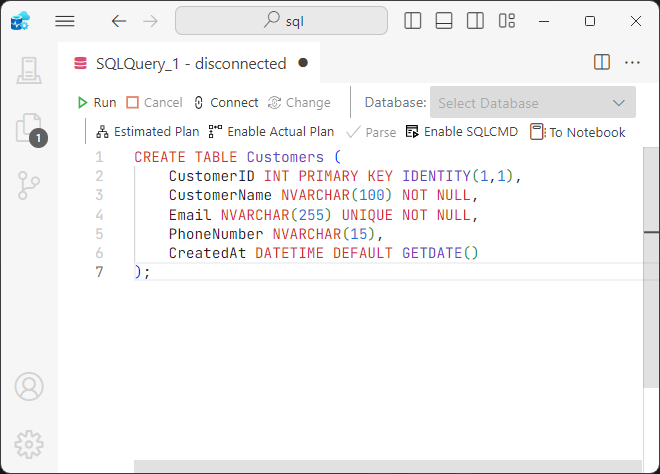 sql
SQLQuery_1 - disconnected
Run Cancel Connect Change Database: Select Database
Estimated Plan Enable Actual Plan Parse Enable SQLCMD To Notebook
1
1 CREATE TABLE Customers (
2 CustomerID INT PRIMARY KEY IDENTITY(1,1),
3 CustomerName NVARCHAR(100) NOT NULL,
4 Email NVARCHAR(255) UNIQUE NOT NULL,
5 PhoneNumber NVARCHAR(15),
6 CreatedAt DATETIME DEFAULT GETDATE()
7 );